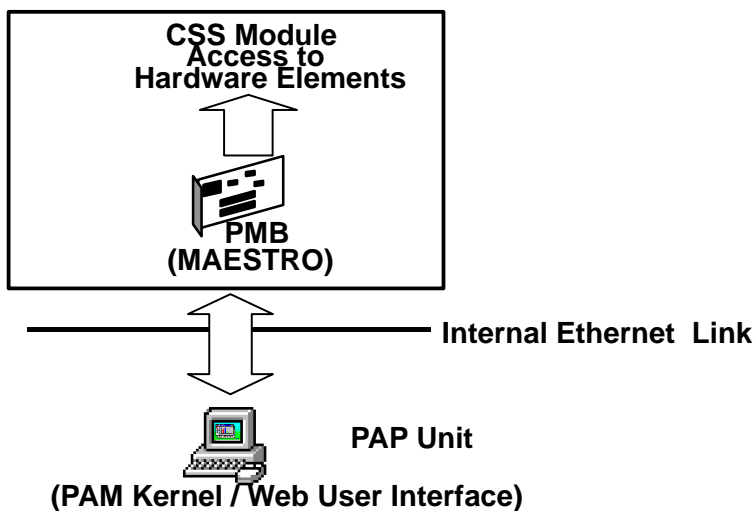 CSS Module
Access to
Hardware Elements
PMB
(MAESTRO)
Internal Ethernet Link
PAP Unit
(PAM Kernel / Web User Interface)